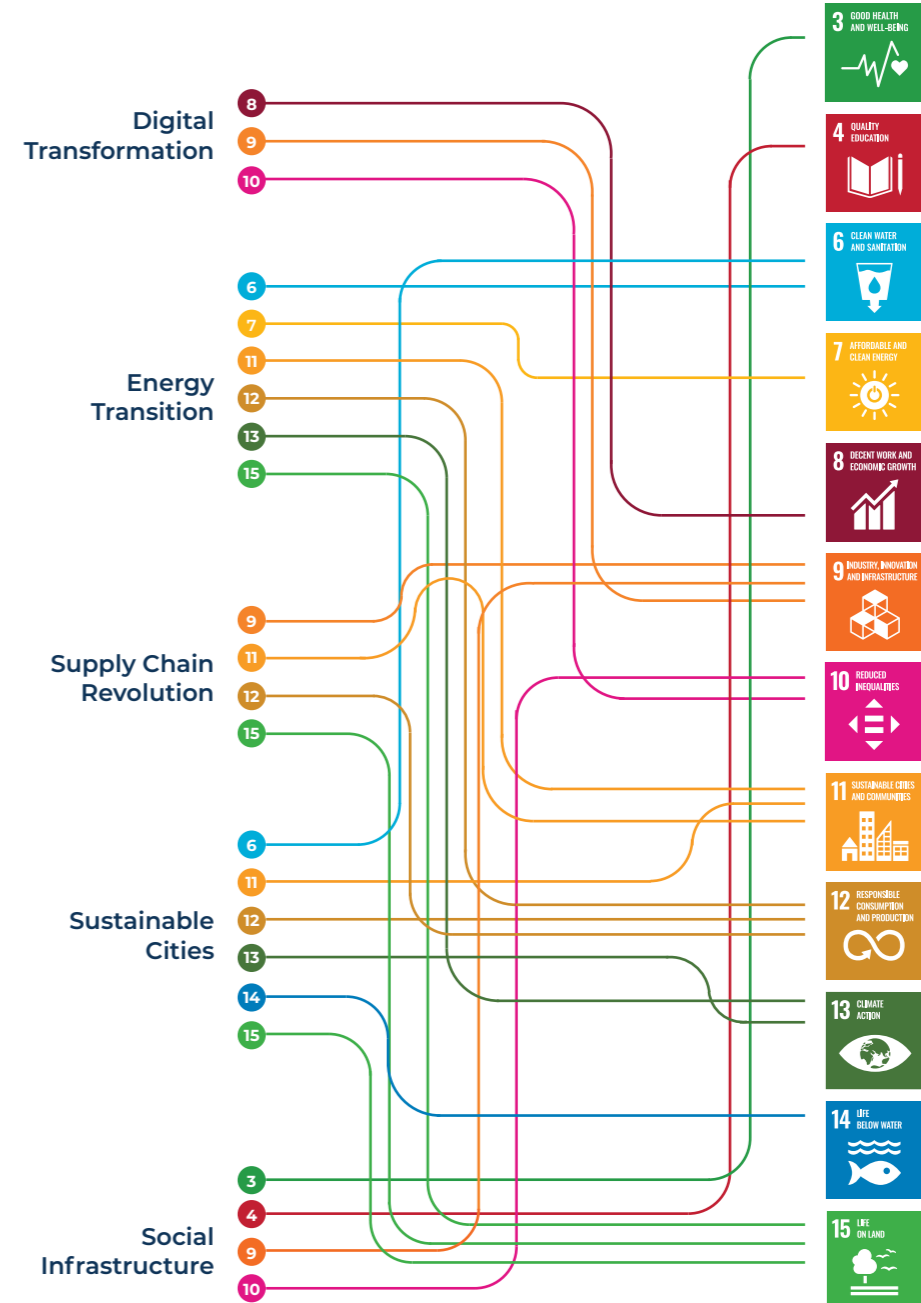 Digital
Transformation
8
9
10
Energy
Transition
6
7
11
12
13
15
Supply Chain
Revolution
9
11
12
15
Sustainable
Cities
6
11
12
13
14
15
Social
Infrastructure
3
4
9
10
3 GOOD HEALTH
AND WELL-BEING
4 QUALITY
EDUCATION
6 CLEAN WATER
AND SANITATION
7 AFFORDABLE AND
CLEAN ENERGY
8 DECENT WORK AND
ECONOMIC GROWTH
9 INDUSTRY, INNOVATION
AND INFRASTRUCTURE
10 REDUCED
INEQUALITIES
11 SUSTAINABLE CITIES
AND COMMUNITIES
12 RESPONSIBLE
CONSUMPTION
AND PRODUCTION
13 CLIMATE
ACTION
14 LIFE
BELOW WATER
15 LIFE
ON LAND